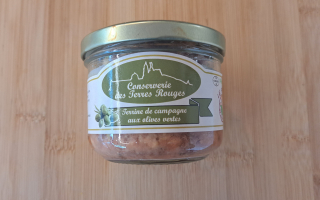 Conserverie
des Terres Rouges
Terrine de campagne
aux olives vertes